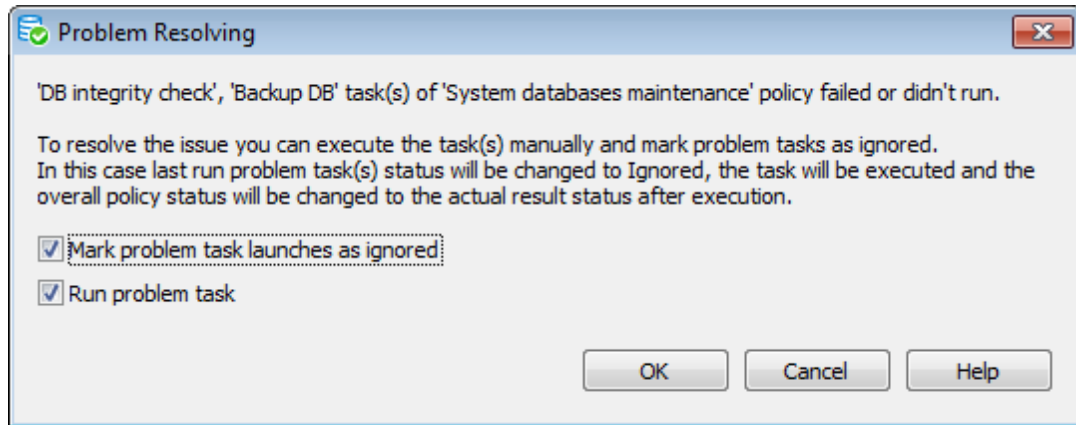 Problem Resolving
'DB integrity check', 'Backup DB' task(s) of 'System databases maintenance' policy failed or didn't run.
To resolve the issue you can execute the task(s) manually and mark problem tasks as ignored.
In this case last run problem task(s) status will be changed to Ignored, the task will be executed and the
overall policy status will be changed to the actual result status after execution.
Mark problem task launches as ignored
Run problem task
OK Cancel Help